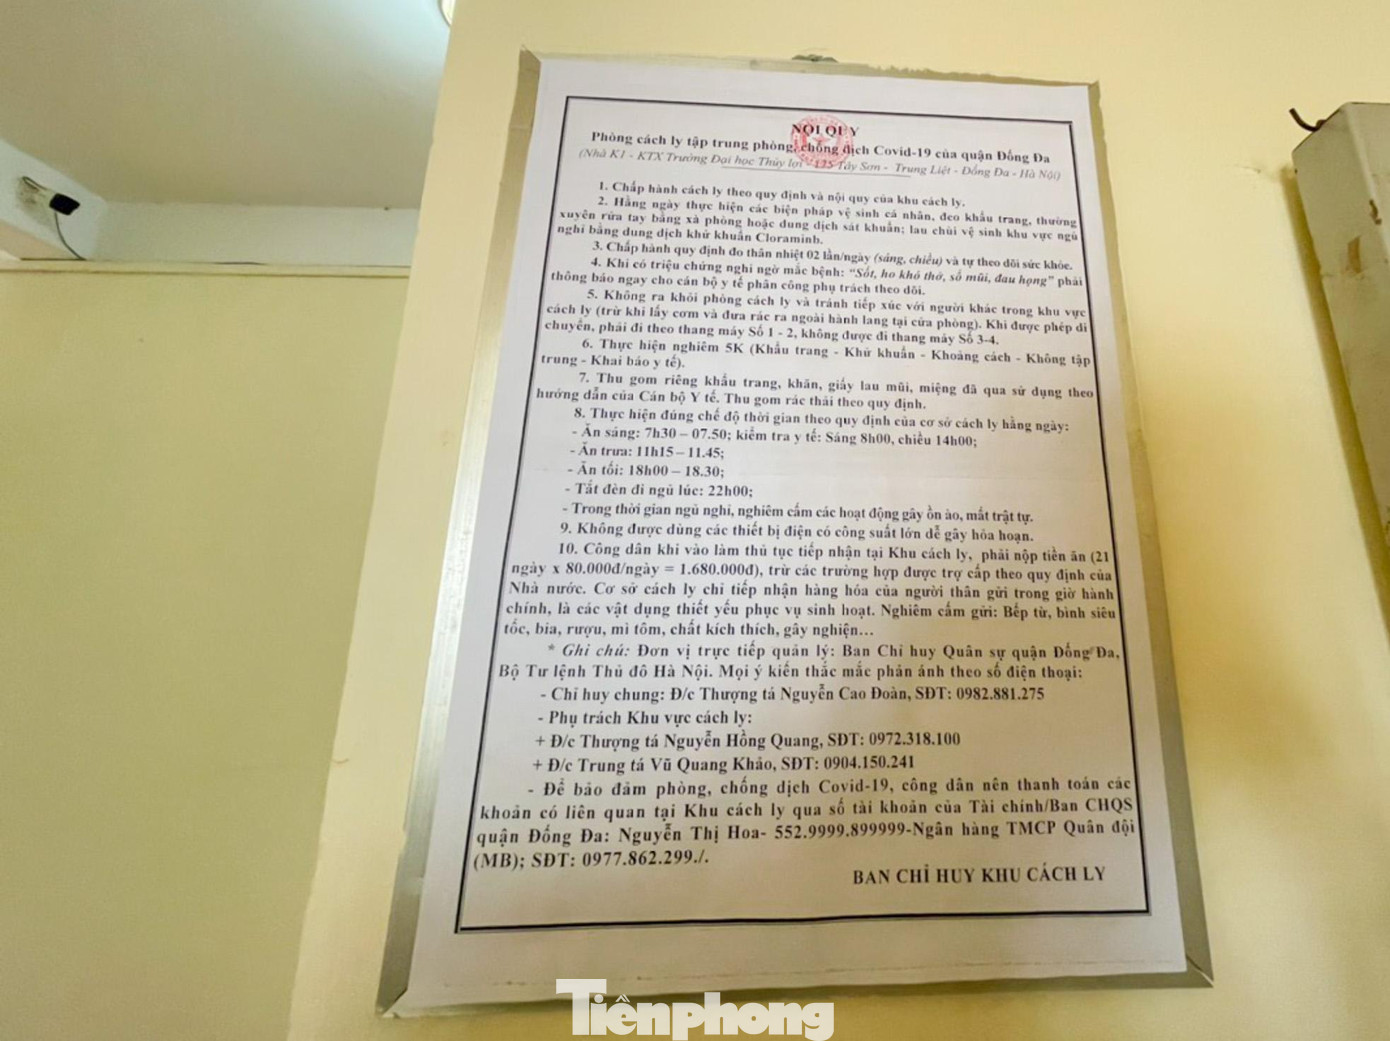 NỘI QUY
Phòng cách ly tập trung phòng, chống dịch Covid-19 của quận Đống Đa
(Nhà K1 - KTX Trường Đại học Thủy lợi - 175 Tây Sơn - Trung Liệt - Đống Đa - Hà Nội)
1. Chấp hành cách ly theo quy định và nội quy của khu cách ly.
2. Hằng ngày thực hiện các biện pháp vệ sinh cá nhân, đeo khẩu trang, thường
xuyên rửa tay bằng xà phòng hoặc dung dịch sát khuẩn; lau chùi vệ sinh khu vực ngủ
nghỉ bằng dung dịch khử khuẩn Cloraminh.
3. Chấp hành quy định đo thân nhiệt 02 lần/ngày (sáng, chiều) và tự theo dõi sức khỏe.
4. Khi có triệu chứng nghi ngờ mắc bệnh: “Sốt, ho khó thở, sổ mũi, đau họng” phải
thông báo ngay cho cán bộ y tế phân công phụ trách theo dõi.
5. Không ra khỏi phòng cách ly và tránh tiếp xúc với người khác trong khu vực
cách ly (trừ khi lấy cơm và đưa rác ra ngoài hành lang tại cửa phòng). Khi được phép di
chuyển, phải đi theo thang máy Số 1 - 2, không được đi thang máy Số 3-4.
6. Thực hiện nghiêm 5K (Khẩu trang - Khử khuẩn - Khoảng cách - Không tập
trung - Khai báo y tế).
7. Thu gom riêng khẩu trang, khăn, giấy lau mũi, miệng đã qua sử dụng theo
hướng dẫn của Cán bộ Y tế. Thu gom rác thải theo quy định.
8. Thực hiện đúng chế độ thời gian theo quy định của cơ sở cách ly hằng ngày:
- Ăn sáng: 7h30 – 07.50; kiểm tra y tế: Sáng 8h00, chiều 14h00;
- Ăn trưa: 11h15 – 11.45;
- Ăn tối: 18h00 – 18.30;
- Tắt đèn đi ngủ lúc: 22h00;
- Trong thời gian ngủ nghỉ, nghiêm cấm các hoạt động gây ồn ào, mất trật tự.
9. Không được dùng các thiết bị điện có công suất lớn dễ gây hỏa hoạn.
10. Công dân khi vào làm thủ tục tiếp nhận tại Khu cách ly, phải nộp tiền ăn (21
ngày x 80.000đ/ngày = 1.680.000đ), trừ các trường hợp được trợ cấp theo quy định của
Nhà nước. Cơ sở cách ly chỉ tiếp nhận hàng hóa của người thân gửi trong giờ hành
chính, là các vật dụng thiết yếu phục vụ sinh hoạt. Nghiêm cấm gửi: Bếp từ, bình siêu
tốc, bia, rượu, mì tôm, chất kích thích, gây nghiện...
* Ghi chú: Đơn vị trực tiếp quản lý: Ban Chỉ huy Quân sự quận Đống Đa,
Bộ Tư lệnh Thủ đô Hà Nội. Mọi ý kiến thắc mắc phản ánh theo số điện thoại:
- Chỉ huy chung: Đ/c Thượng tá Nguyễn Cao Đoàn, SĐT: 0982.881.275
- Phụ trách Khu vực cách ly:
+ Đ/c Thượng tá Nguyễn Hồng Quang, SĐT: 0972.318.100
+ Đ/c Trung tá Vũ Quang Khảo, SĐT: 0904.150.241
- Để bảo đảm phòng, chống dịch Covid-19, công dân nên thanh toán các
khoản có liên quan tại Khu cách ly qua số tài khoản của Tài chính/Ban CHQS
quận Đống Đa: Nguyễn Thị Hoa- 552.9999.899999-Ngân hàng TMCP Quân đội
(MB); SĐT: 0977.862.299./.
BAN CHỈ HUY KHU CÁCH LY
Tiềnphong